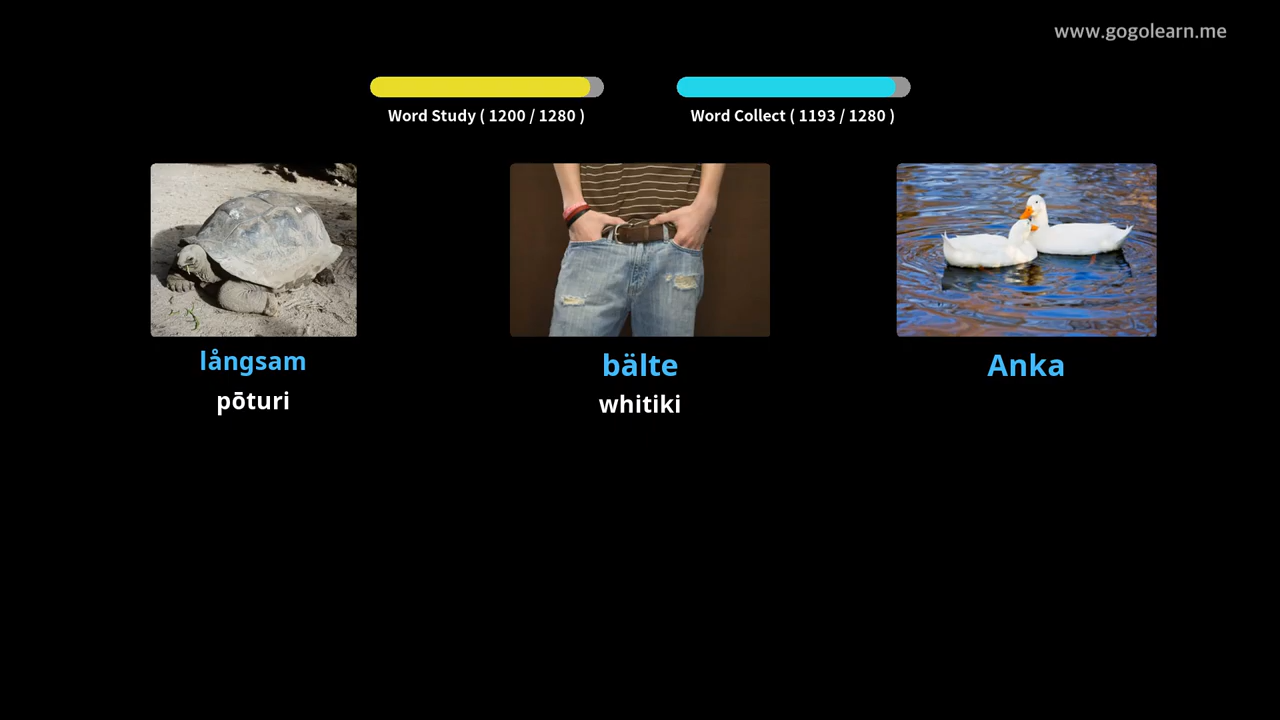 www.gogolearn.me
Word Study ( 1200 / 1280 )
Word Collect ( 1193 / 1280 )
långsam
pōturi
bälte
whitiki
Anka